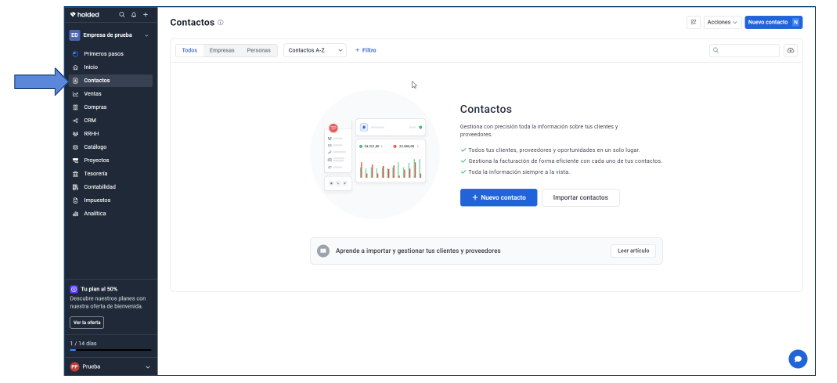 holded
Contactos
Acciones
Nuevo contacto N
ED Empresa de prueba
Todos Empresas Personas Contactos A-Z + Filtro
Primeros pasos
Inicio
Contactos
Ventas
Compras
CRM
RRHH
Catálogo
Proyectos
Tesorería
Contabilidad
Impuestos
Analítica
Contactos
Gestiona con precisión toda la información sobre tus clientes y
proveedores.
Todos tus clientes, proveedores y oportunidades en un solo lugar.
Gestiona la facturación de forma eficiente con cada uno de tus contactos.
Toda la información siempre a la vista.
+ Nuevo contacto Importar contactos
Aprende a importar y gestionar tus clientes y proveedores Leer artículo
Tu plan al 50%
Descubre nuestros planes con
nuestra oferta de bienvenida.
Ver la oferta
1 / 14 días
Prueba